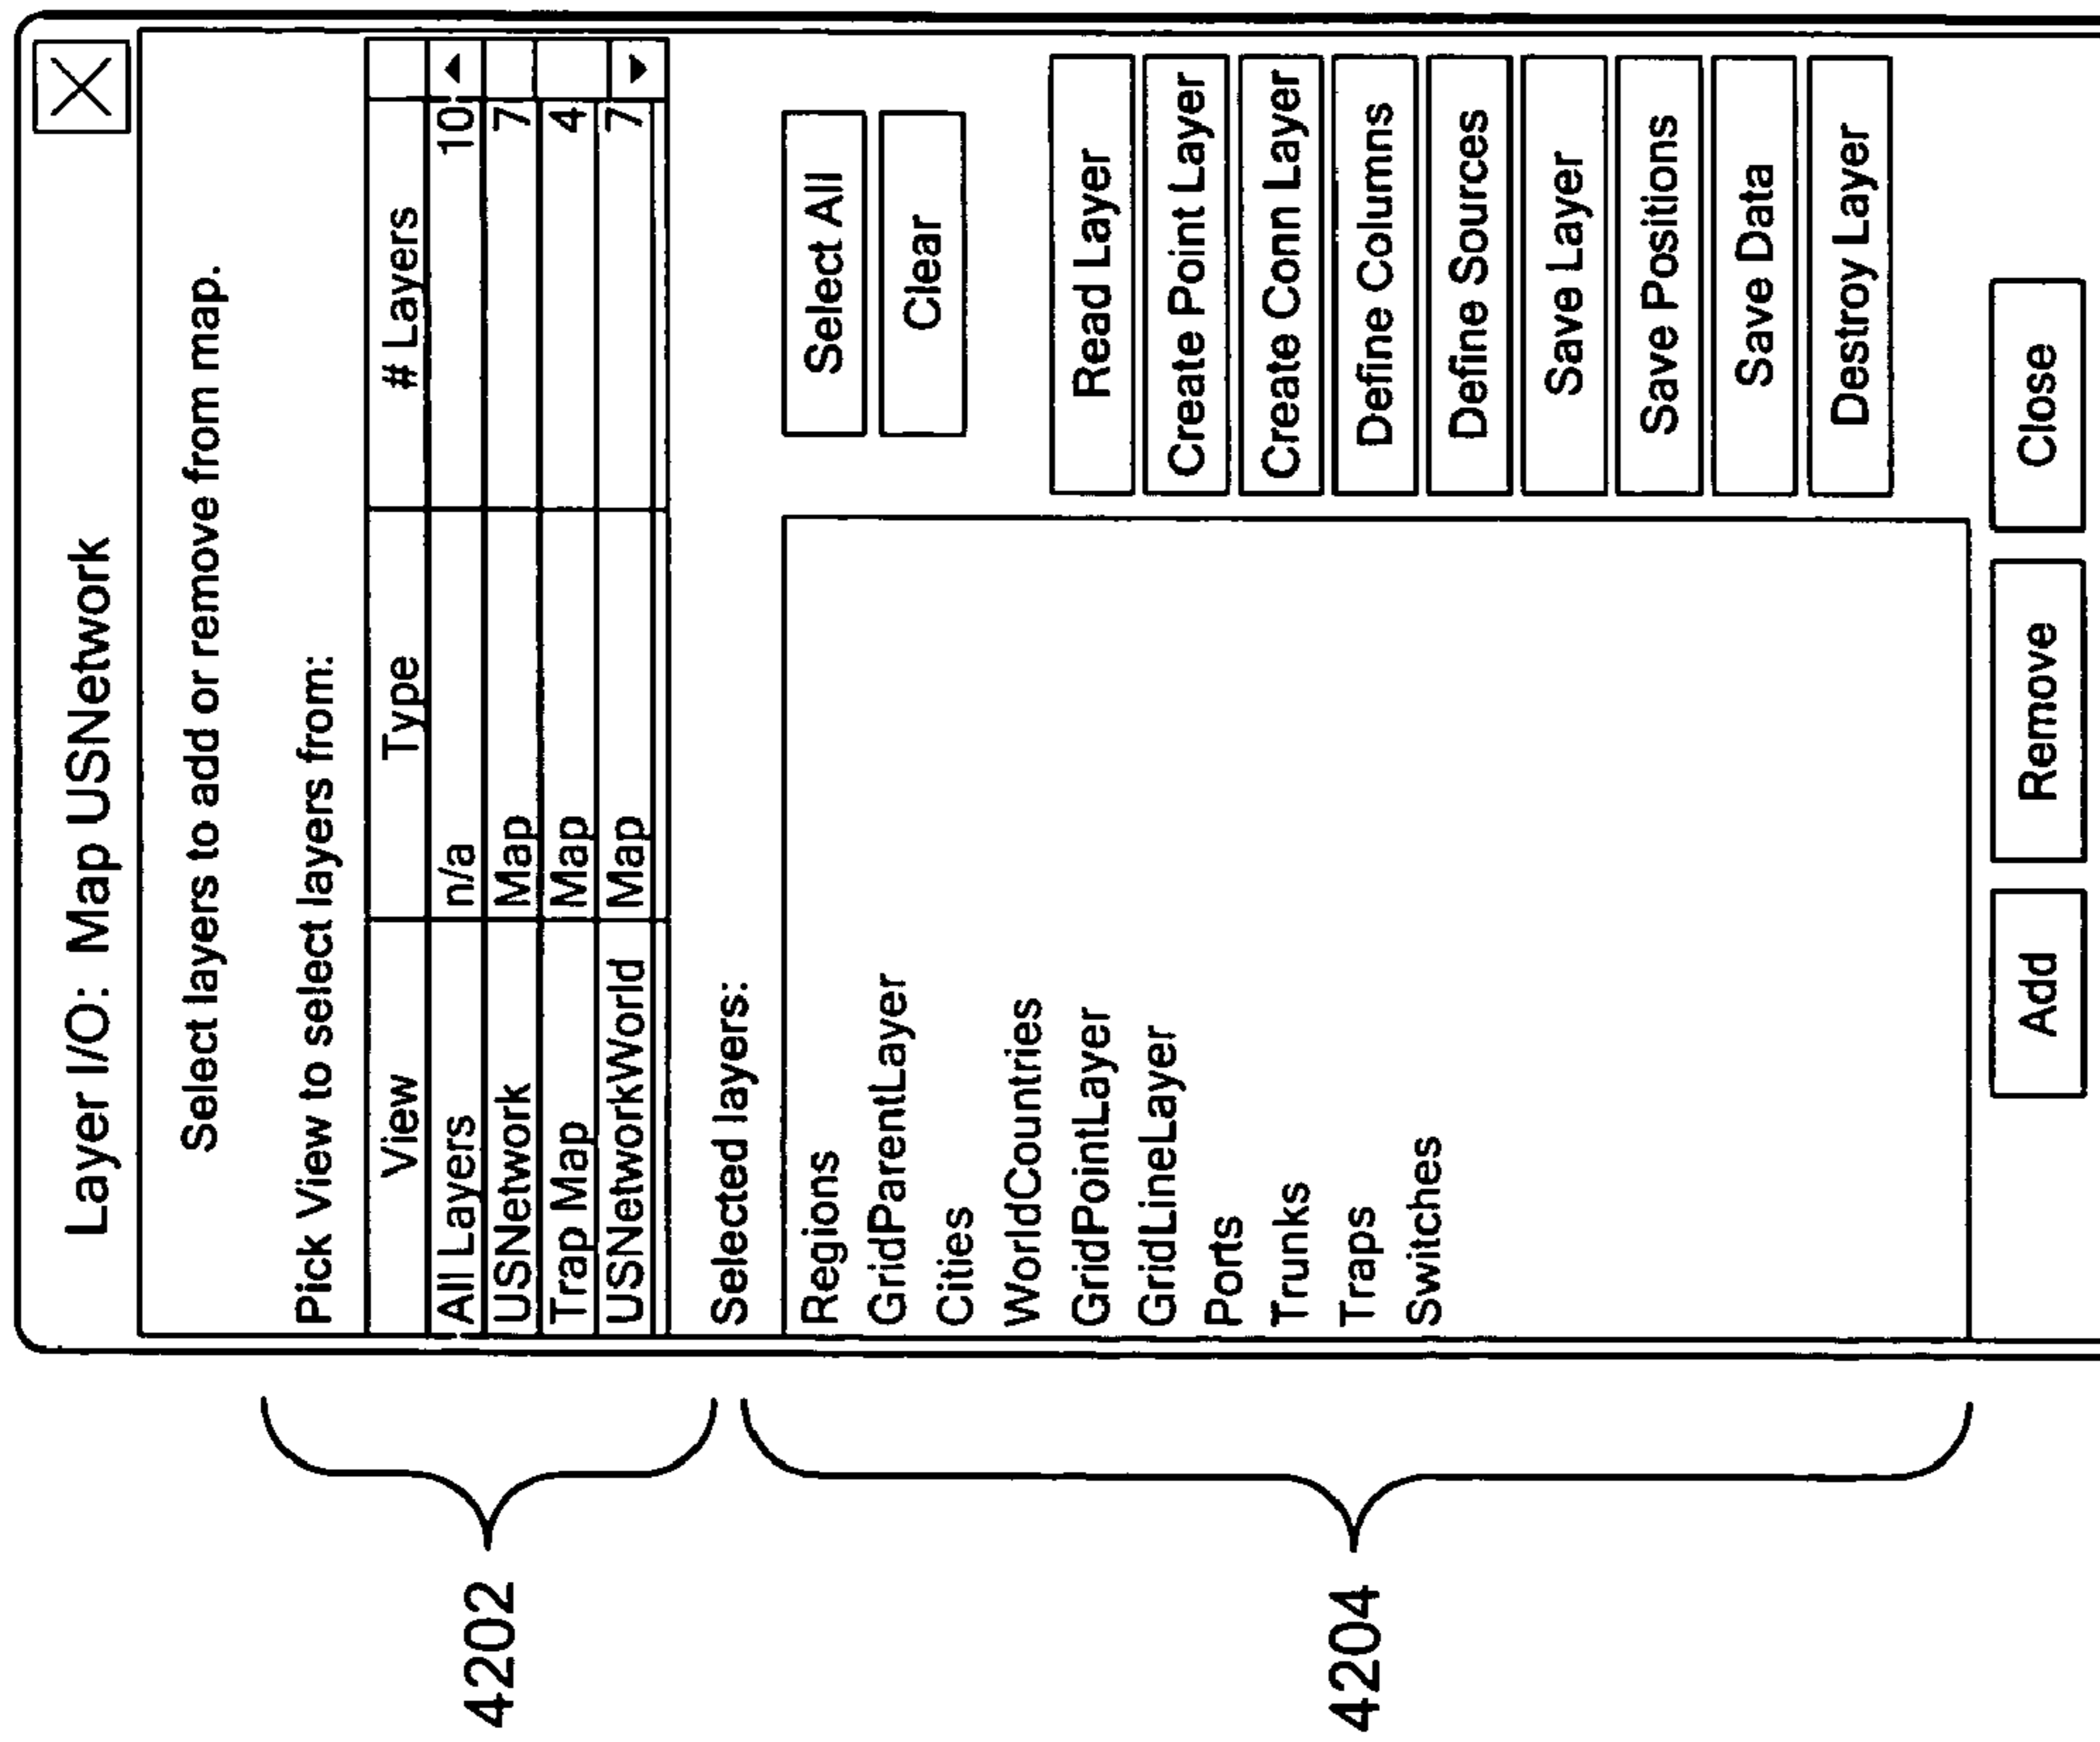 Layer I/O: Map USNetwork
Select layers to add or remove from map.
Pick View to select layers from:
View Type # Layers
All Layers n/a 10
USNetwork Map 7
Trap Map Map 4
USNetworkWorld Map 7
4202
Selected layers:
Regions
GridParentLayer
Cities
WorldCountries
GridPointLayer
GridLineLayer
Ports
Trunks
Traps
Switches
4204
Select All
Clear
Read Layer
Create Point Layer
Create Conn Layer
Define Columns
Define Sources
Save Layer
Save Positions
Save Data
Destroy Layer
Add Remove Close